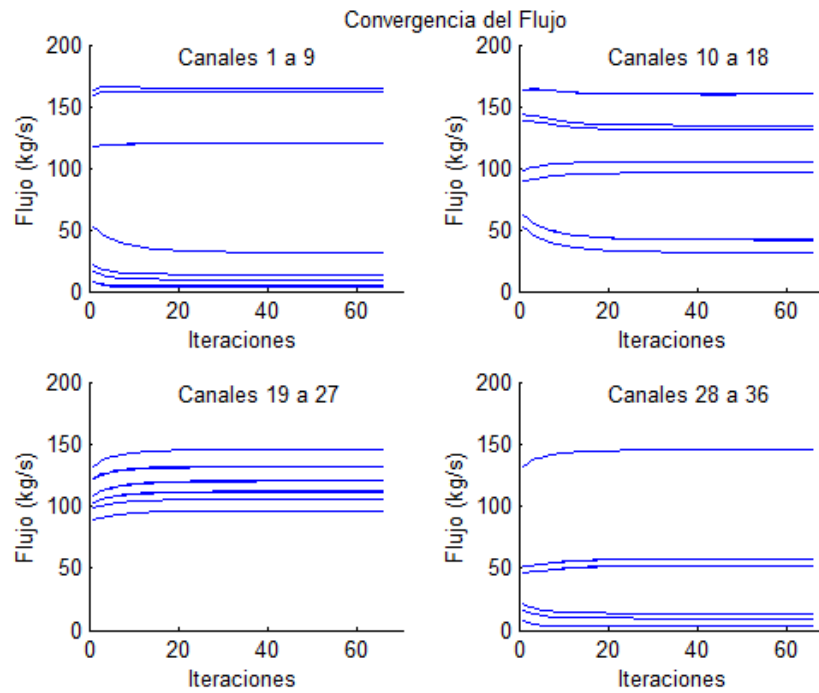 Convergencia del Flujo
Canales 1 a 9
200
150
100
50
0
Flujo (kg/s)
0 20 40 60
Iteraciones
Canales 10 a 18
200
150
100
50
0
Flujo (kg/s)
0 20 40 60
Iteraciones
Canales 19 a 27
200
150
100
50
0
Flujo (kg/s)
0 20 40 60
Iteraciones
Canales 28 a 36
200
150
100
50
0
Flujo (kg/s)
0 20 40 60
Iteraciones